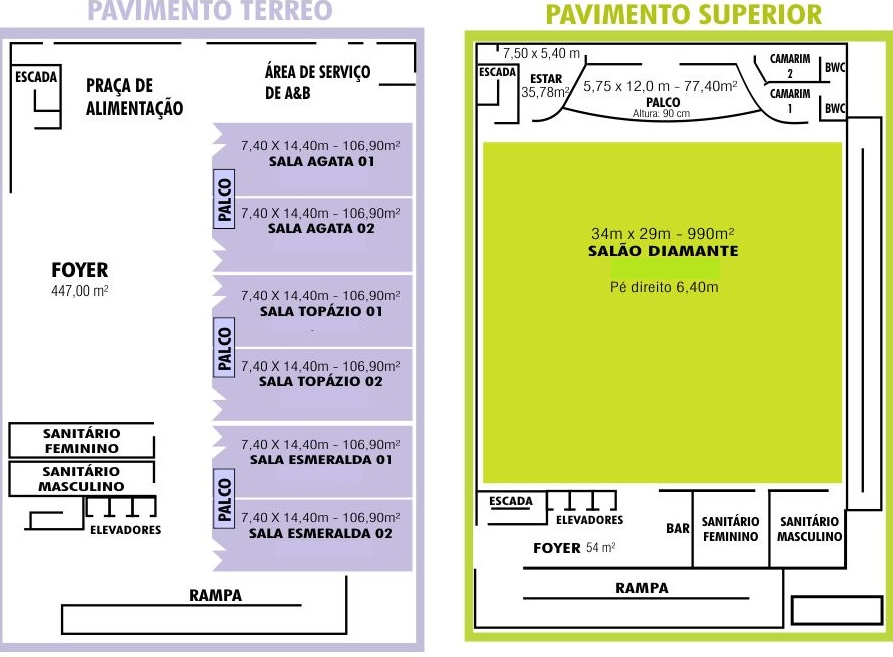 PAVIMENTO TÉRREO
ESCADA
PRAÇA DE
ALIMENTAÇÃO
ÁREA DE SERVIÇO
DE A&B
7,40 X 14,40m - 106,90m²
SALA AGATA 01
PALCO
7,40 X 14,40m - 106,90m²
SALA AGATA 02
FOYER
447,00 m²
7,40 X 14,40m - 106,90m²
SALA TOPÁZIO 01
PALCO
7,40 X 14,40m - 106,90m²
SALA TOPÁZIO 02
SANITÁRIO
FEMININO
SANITÁRIO
MASCULINO
ELEVADORES
7,40 X 14,40m - 106,90m²
SALA ESMERALDA 01
PALCO
7,40 X 14,40m - 106,90m²
SALA ESMERALDA 02
RAMPA
PAVIMENTO SUPERIOR
7,50 x 5,40 m
ESCADA
ESTAR
35,78m²
5,75 x 12,0 m - 77,40m²
PALCO
Altura: 90 cm
CAMARIM
2
BWC
CAMARIM
1
BWC
34m x 29m - 990m²
SALÃO DIAMANTE
Pé direito 6,40m
ESCADA
ELEVADORES
FOYER 54 m²
BAR
SANITÁRIO
FEMININO
SANITÁRIO
MASCULINO
RAMPA